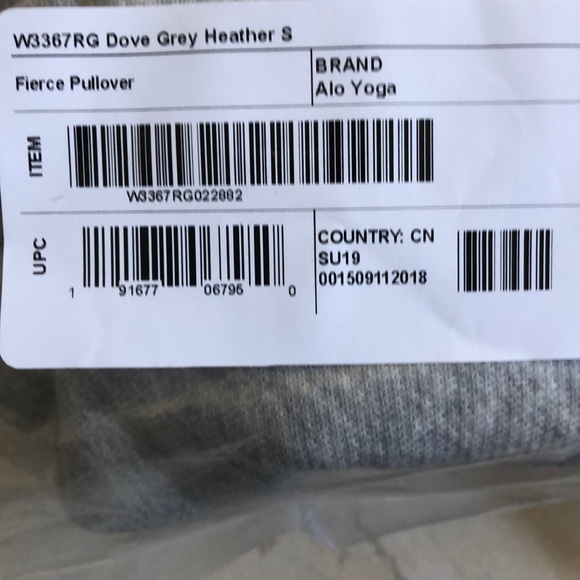 W3367RG Dove Grey Heather S
Fierce Pullover
BRAND
Alo Yoga
ITEM
W3367RG022882
UPC
1 91677 06795 0
COUNTRY: CN
SU19
001509112018